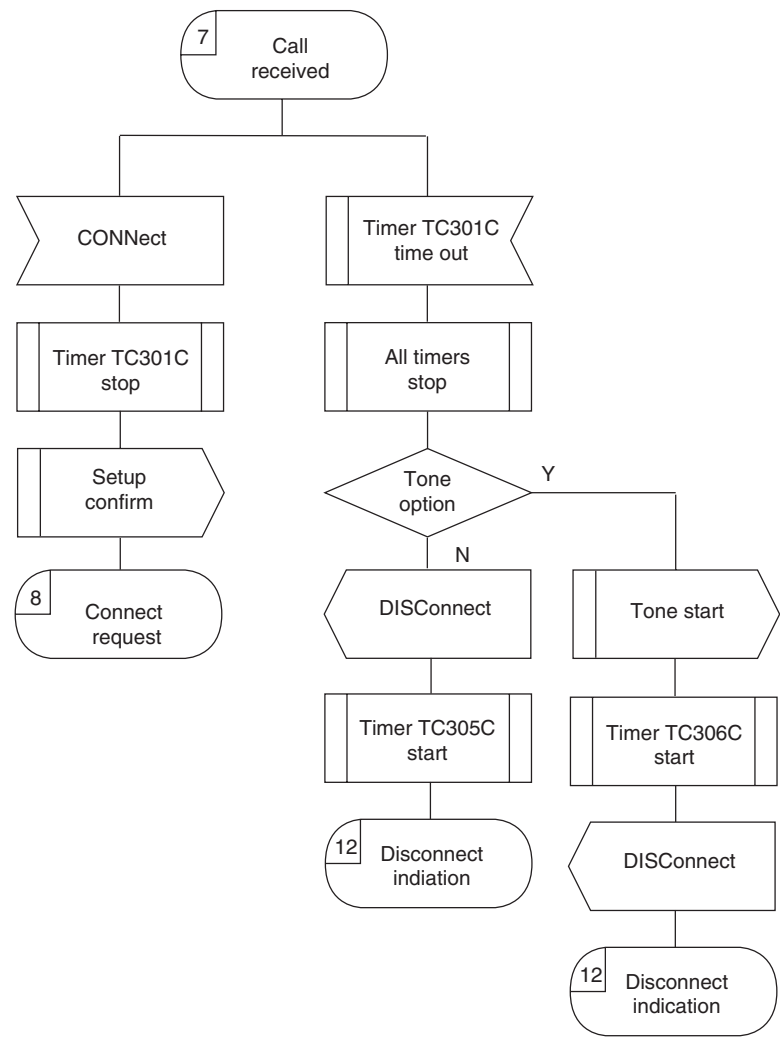 7
Call
received
CONNect
Timer TC301C
time out
Timer TC301C
stop
All timers
stop
Setup
confirm
Tone
option
Y
N
8
Connect
request
DISConnect
Tone start
Timer TC305C
start
Timer TC306C
start
12
Disconnect
indiation
DISConnect
12
Disconnect
indication